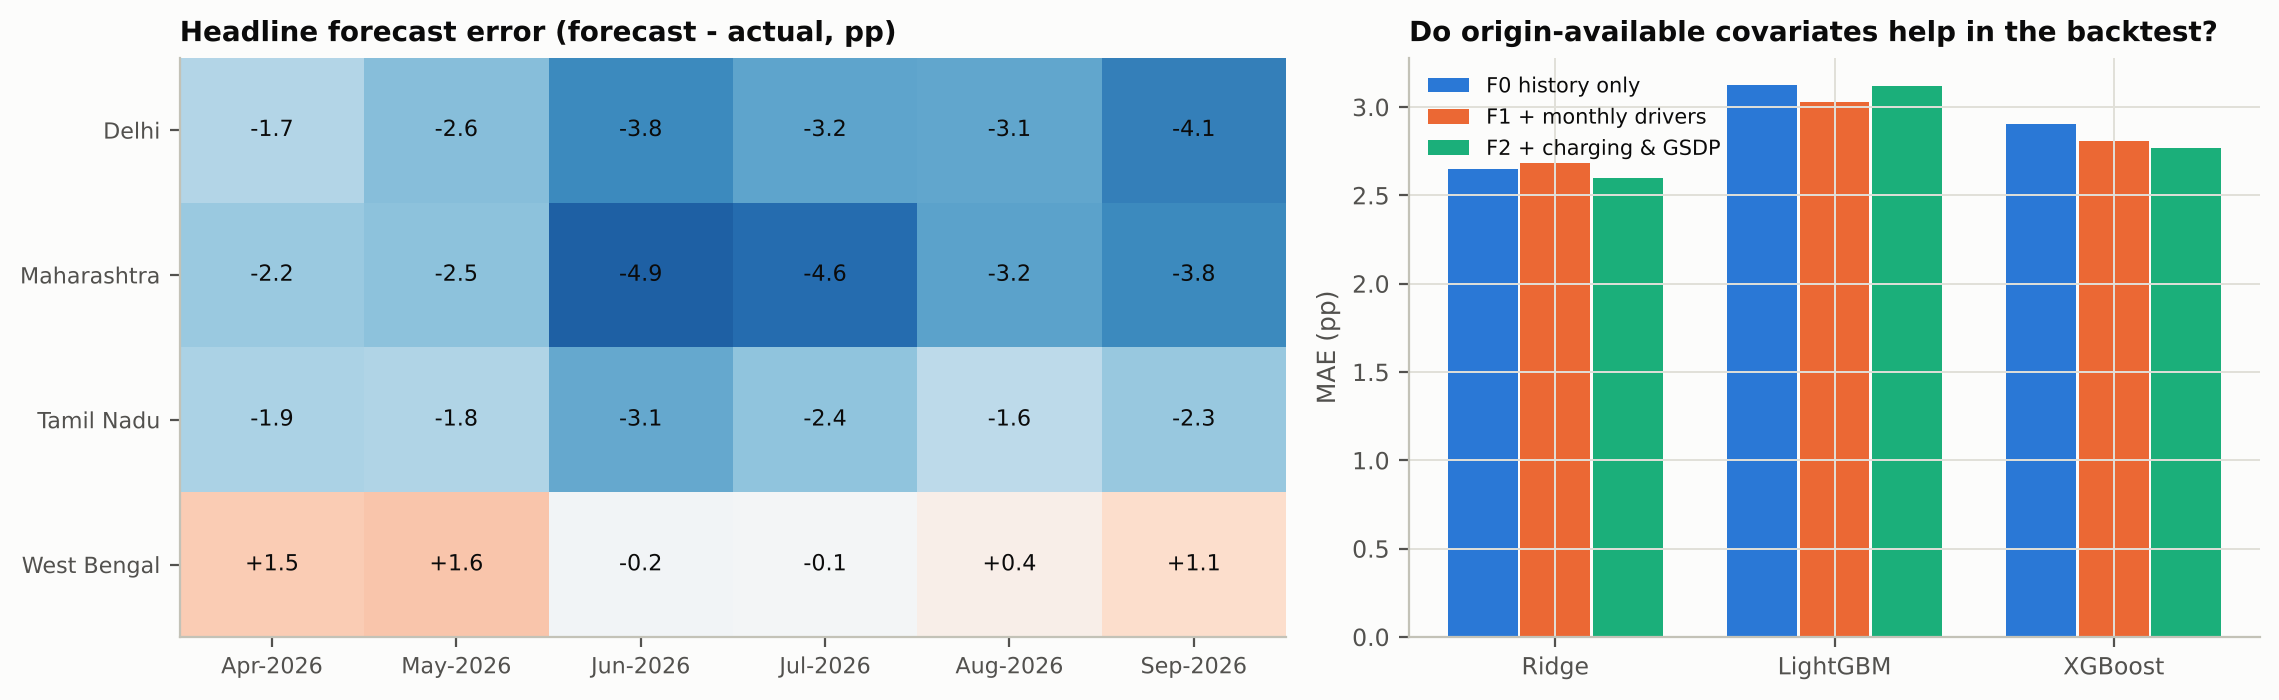 Headline forecast error (forecast - actual, pp)
Delhi -1.7 -2.6 -3.8 -3.2 -3.1 -4.1
Maharashtra -2.2 -2.5 -4.9 -4.6 -3.2 -3.8
Tamil Nadu -1.9 -1.8 -3.1 -2.4 -1.6 -2.3
West Bengal +1.5 +1.6 -0.2 -0.1 +0.4 +1.1
Apr-2026 May-2026 Jun-2026 Jul-2026 Aug-2026 Sep-2026
Do origin-available covariates help in the backtest?
F0 history only
F1 + monthly drivers
F2 + charging & GSDP
MAE (pp)
3.0
2.5
2.0
1.5
1.0
0.5
0.0
Ridge LightGBM XGBoost